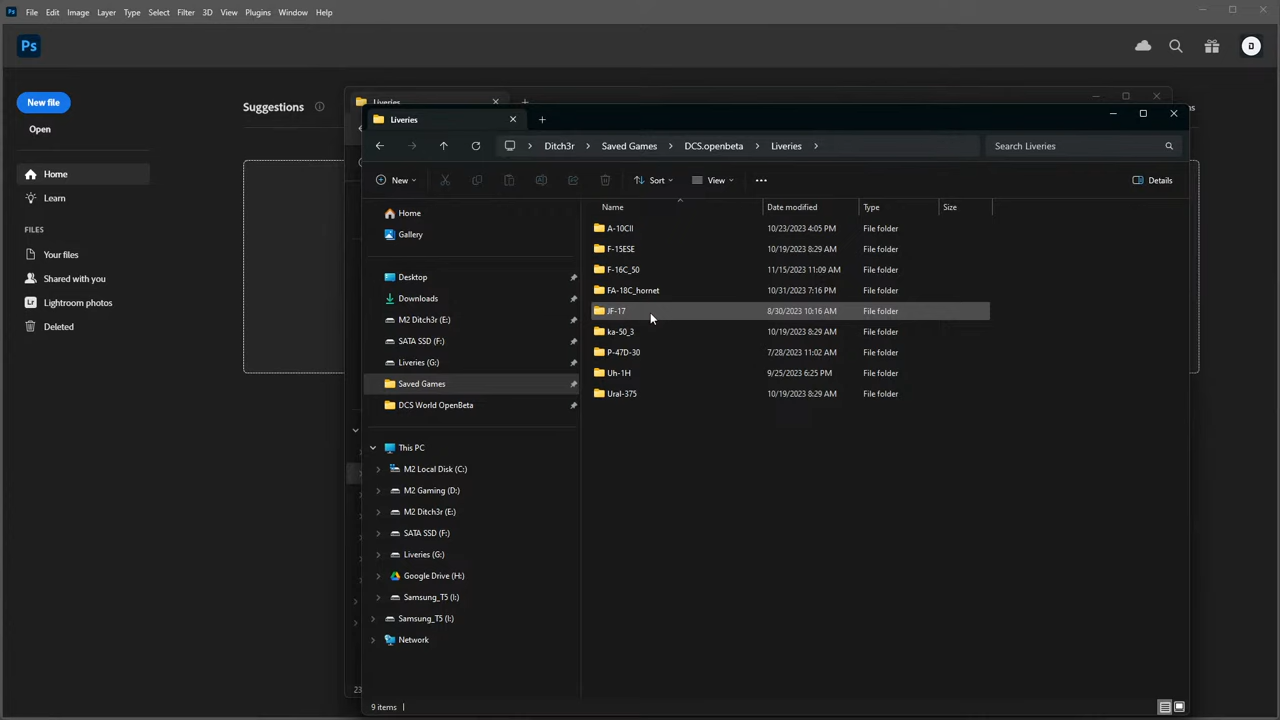 Ps File Edit Image Layer Type Select Filter 3D View Plugins Window Help
Ps D
New file
Open
Home
Learn
FILES
Your files
Shared with you
Lr Lightroom photos
Deleted
Suggestions
Liveries
Liveries
Ditch3r Saved Games DCS.openbeta Liveries Search Liveries
New Sort View Details
Home
Gallery
Desktop
Downloads
M2 Ditch3r (E:)
SATA SSD (F:)
Liveries (G:)
Saved Games
DCS World OpenBeta
This PC
M2 Local Disk (C:)
M2 Gaming (D:)
M2 Ditch3r (E:)
SATA SSD (F:)
Liveries (G:)
Google Drive (H:)
Samsung_T5 (I:)
Samsung_T5 (I:)
Network
Name Date modified Type Size
A-10CII 10/23/2023 4:05 PM File folder
F-15ESE 10/19/2023 8:29 AM File folder
F-16C_50 11/15/2023 11:09 AM File folder
FA-18C_hornet 10/31/2023 7:16 PM File folder
JF-17 8/30/2023 10:16 AM File folder
ka-50_3 10/19/2023 8:29 AM File folder
P-47D-30 7/28/2023 11:02 AM File folder
Uh-1H 9/25/2023 6:25 PM File folder
Ural-375 10/19/2023 8:29 AM File folder
23
9 items